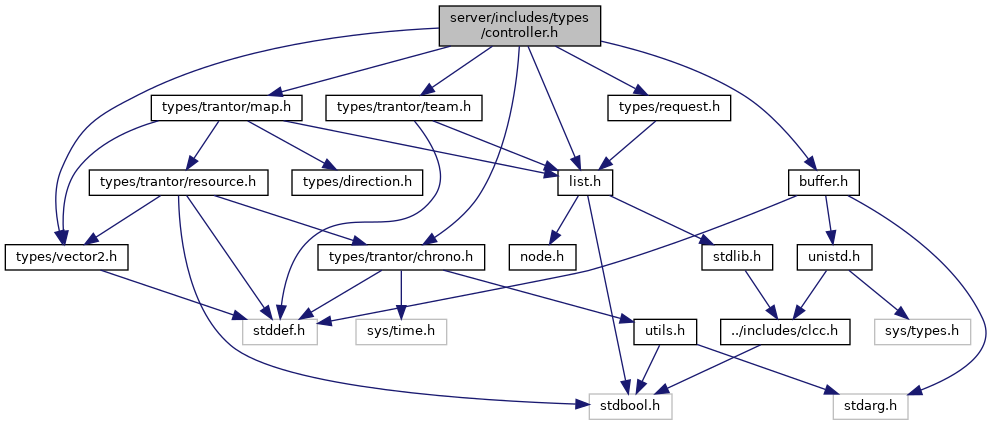 server/includes/types
/controller.h
types/trantor/map.h
types/trantor/team.h
types/request.h
types/trantor/resource.h
types/direction.h
list.h
buffer.h
types/vector2.h
types/trantor/chrono.h
node.h
stdlib.h
unistd.h
stddef.h
sys/time.h
utils.h
../includes/clcc.h
sys/types.h
stdbool.h
stdarg.h